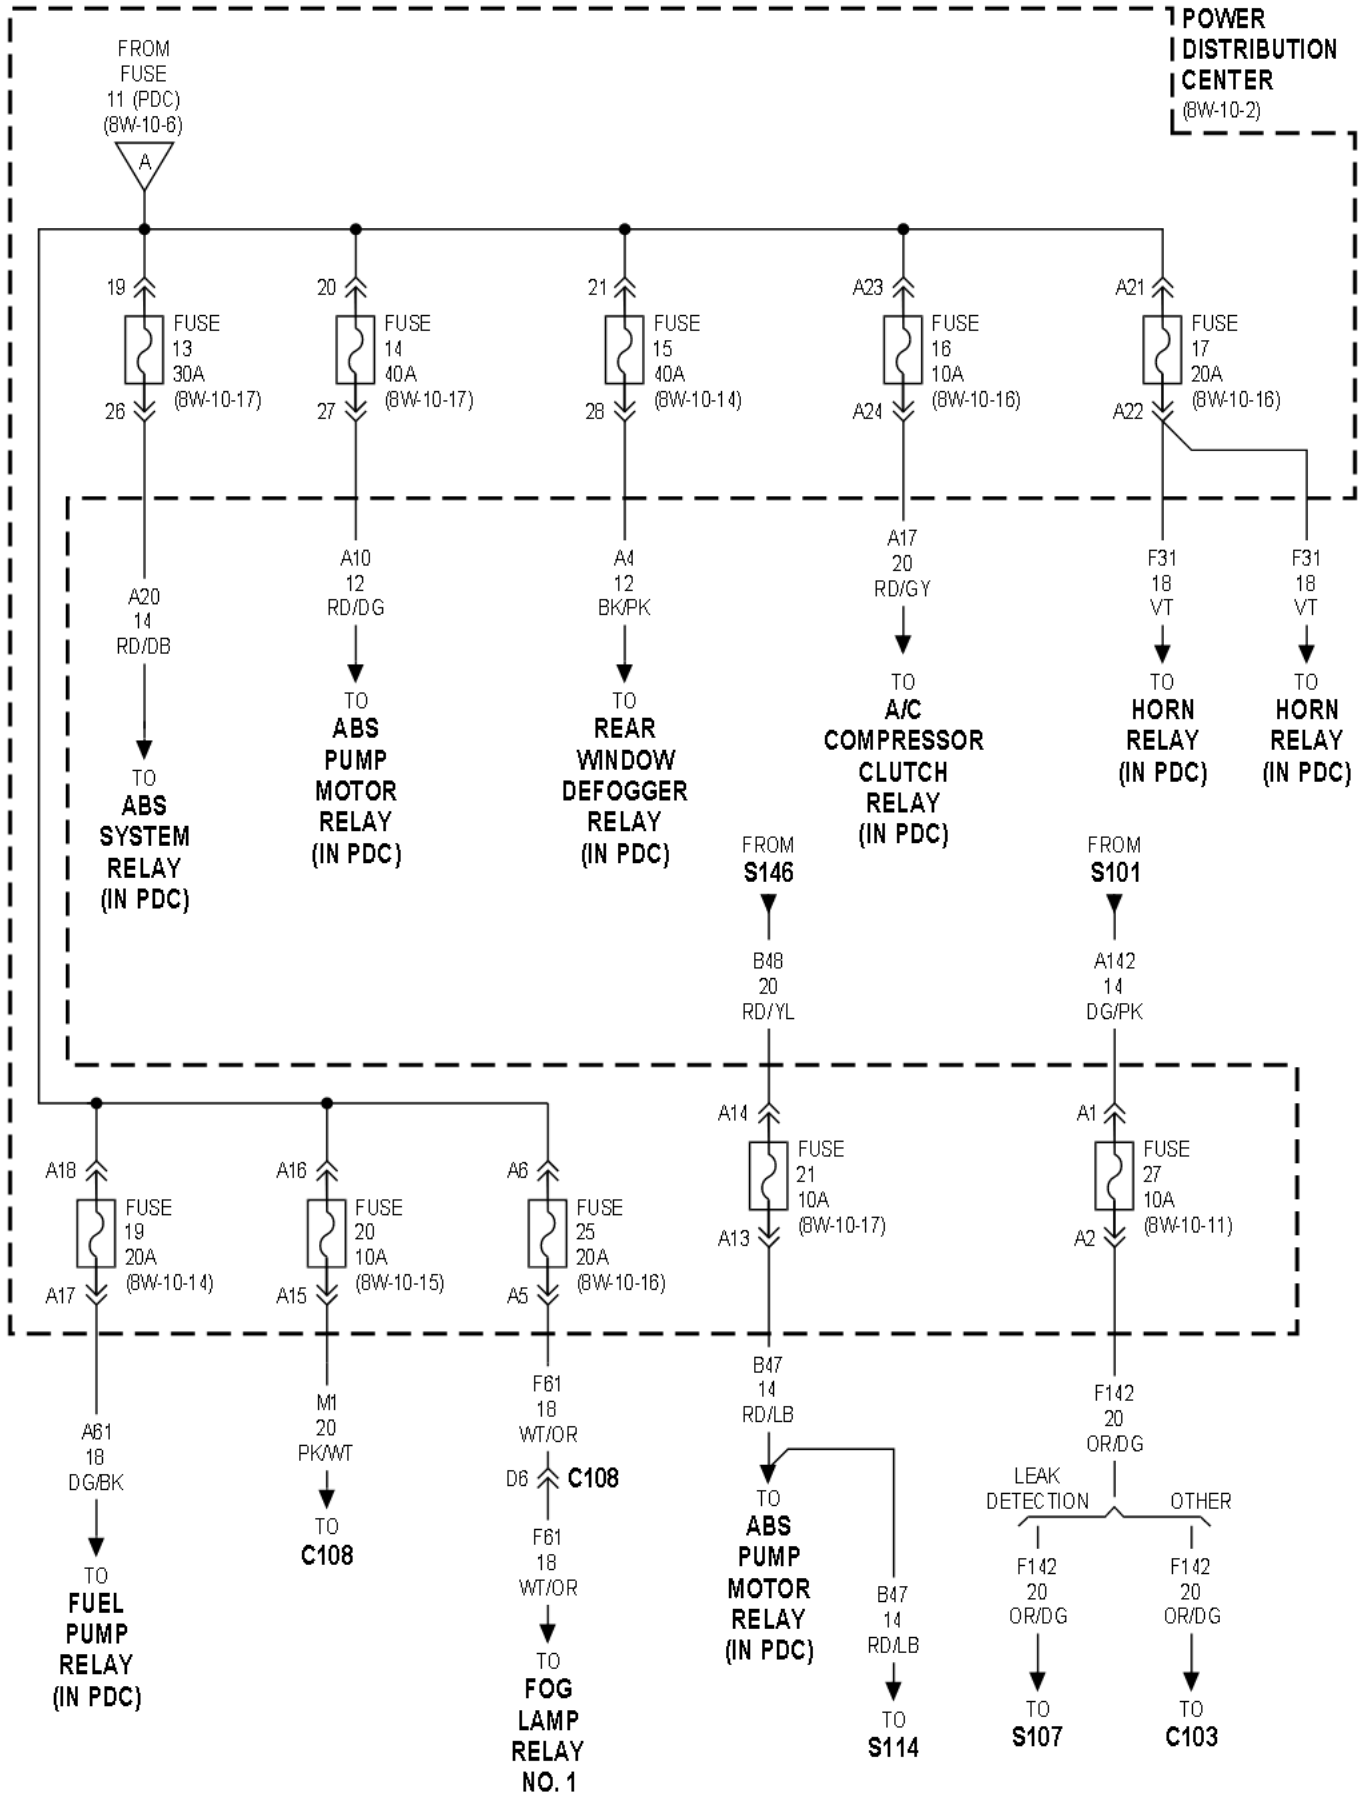 POWER
DISTRIBUTION
CENTER
(8W-10-2)
FROM
FUSE
11 (PDC)
(8W-10-6)
A
19
FUSE
13
30A
(8W-10-17)
26
20
FUSE
14
40A
(8W-10-17)
27
21
FUSE
15
40A
(8W-10-14)
28
A23
FUSE
16
10A
(8W-10-16)
A24
A21
FUSE
17
20A
(8W-10-16)
A22
A20
14
RD/DB
TO
ABS
SYSTEM
RELAY
(IN PDC)
A10
12
RD/DG
TO
ABS
PUMP
MOTOR
RELAY
(IN PDC)
A4
12
BK/PK
TO
REAR
WINDOW
DEFOGGER
RELAY
(IN PDC)
A17
20
RD/GY
TO
A/C
COMPRESSOR
CLUTCH
RELAY
(IN PDC)
F31
18
VT
TO
HORN
RELAY
(IN PDC)
F31
18
VT
TO
HORN
RELAY
(IN PDC)
FROM
S146
B48
20
RD/YL
FROM
S101
A142
14
DG/PK
A18
FUSE
19
20A
(8W-10-14)
A17
A16
FUSE
20
10A
(8W-10-15)
A15
A6
FUSE
25
20A
(8W-10-16)
A5
A14
FUSE
21
10A
(8W-10-17)
A13
A1
FUSE
27
10A
(8W-10-11)
A2
A61
18
DG/BK
TO
FUEL
PUMP
RELAY
(IN PDC)
M1
20
PK/WT
TO
C108
F61
18
WT/OR
D6
C108
F61
18
WT/OR
TO
FOG
LAMP
RELAY
NO. 1
B47
14
RD/LB
TO
ABS
PUMP
MOTOR
RELAY
(IN PDC)
B47
14
RD/LB
TO
S114
F142
20
OR/DG
LEAK
DETECTION
OTHER
F142
20
OR/DG
TO
S107
F142
20
OR/DG
TO
C103